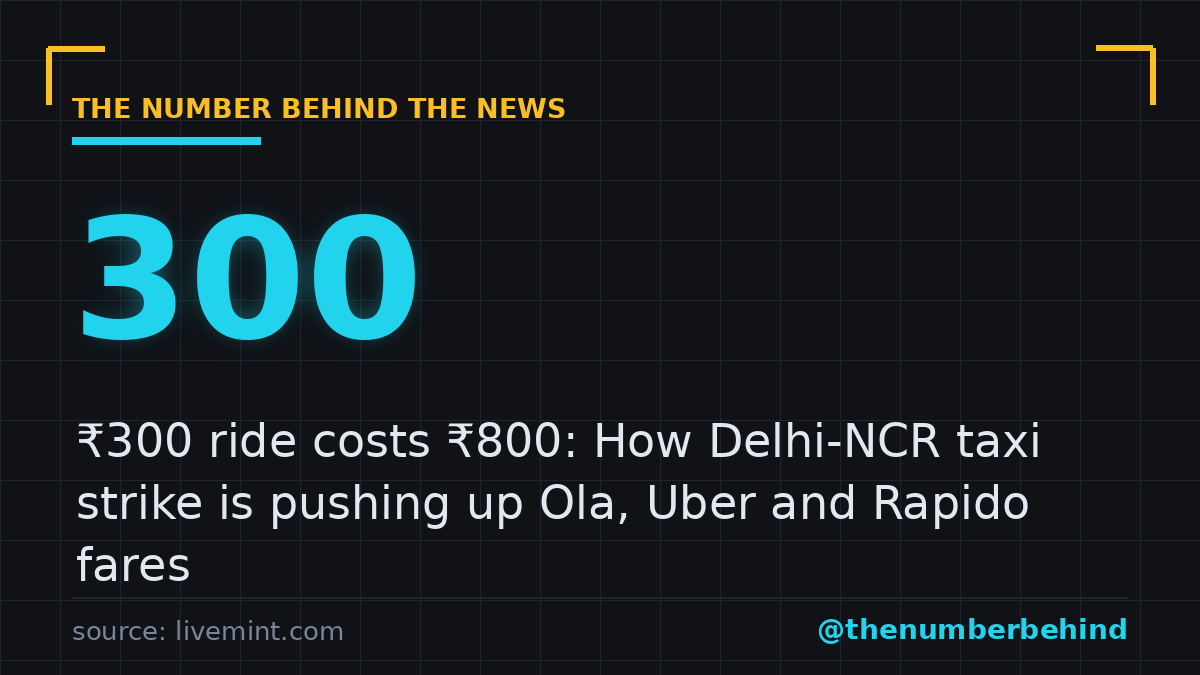 THE NUMBER BEHIND THE NEWS
300
₹300 ride costs ₹800: How Delhi-NCR taxi
strike is pushing up Ola, Uber and Rapido
fares
source: livemint.com
@thenumberbehind